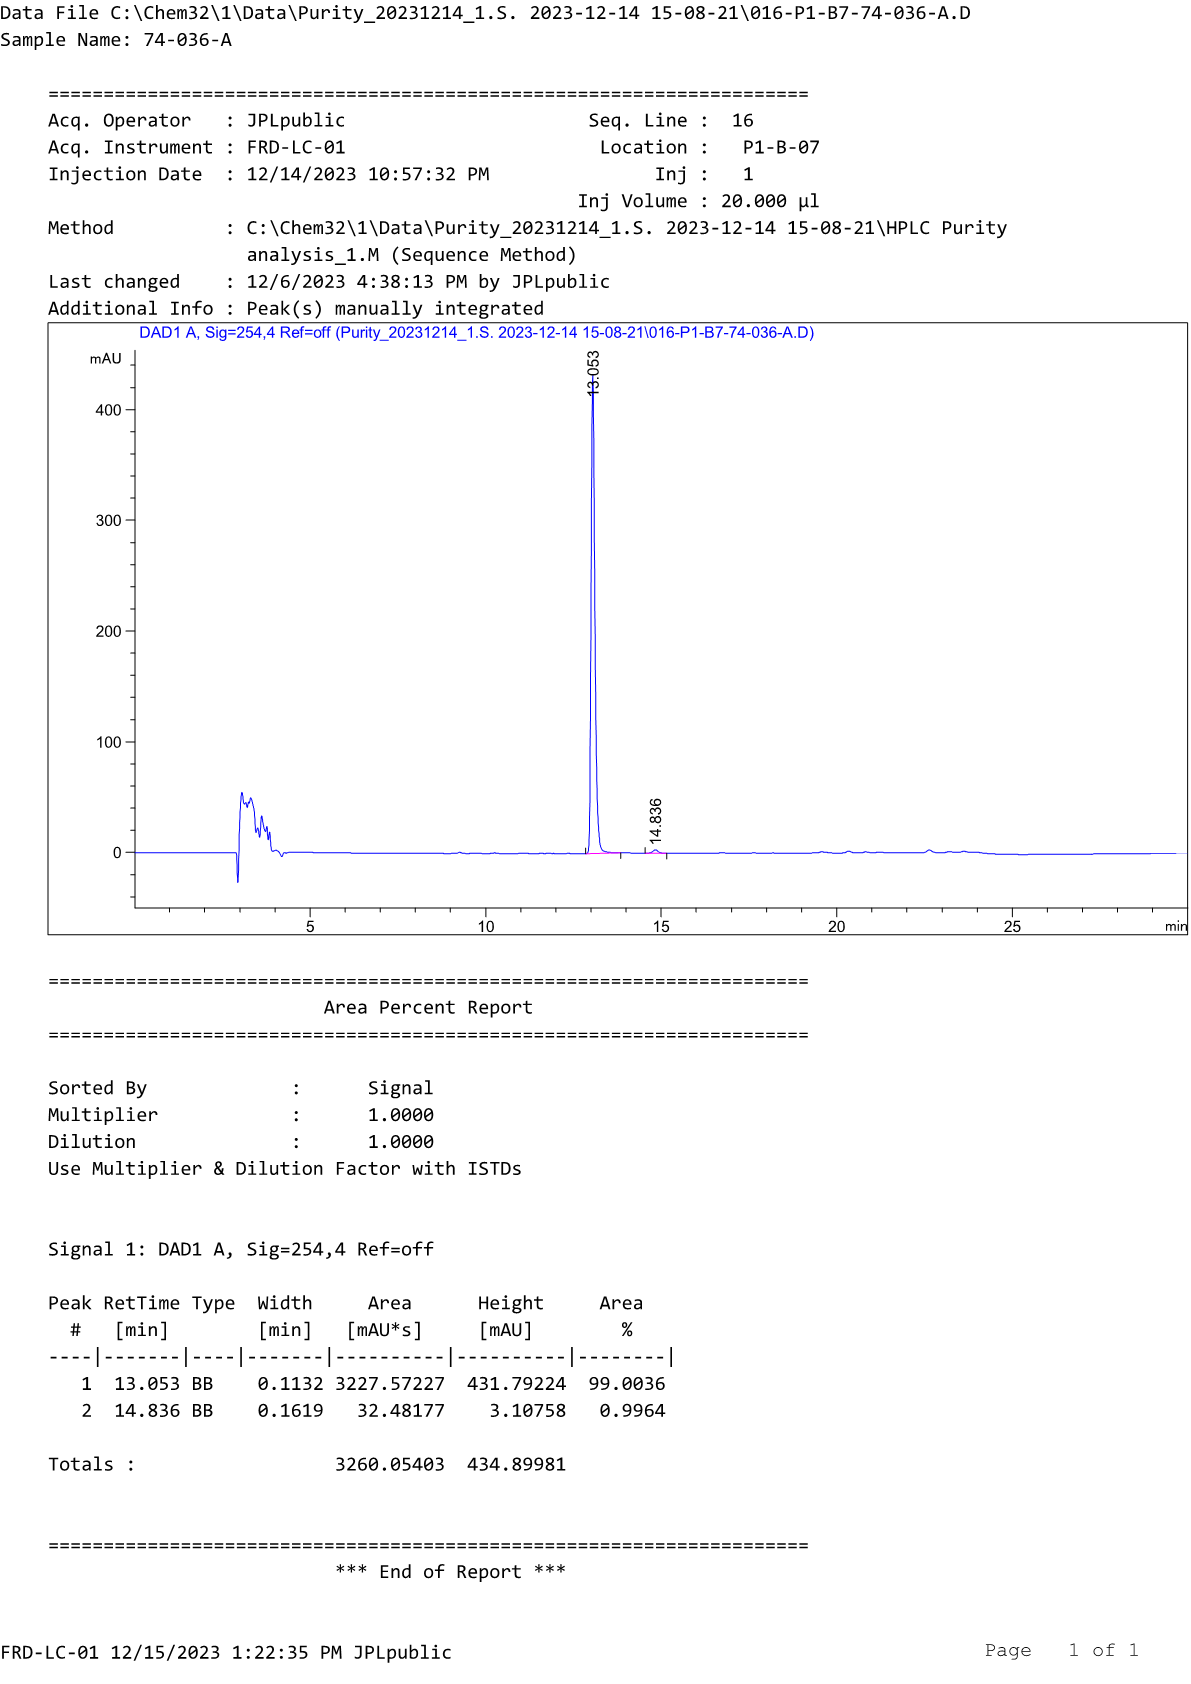 Data File C:\Chem32\1\Data\Purity_20231214_1.S. 2023-12-14 15-08-21\016-P1-B7-74-036-A.D
Sample Name: 74-036-A
=====================================================================
Acq. Operator   : JPLpublic                      Seq. Line :  16
Acq. Instrument : FRD-LC-01                       Location :   P1-B-07
Injection Date  : 12/14/2023 10:57:32 PM               Inj :   1
Inj Volume : 20.000 µl
Method          : C:\Chem32\1\Data\Purity_20231214_1.S. 2023-12-14 15-08-21\HPLC Purity
analysis_1.M (Sequence Method)
Last changed    : 12/6/2023 4:38:13 PM by JPLpublic
Additional Info : Peak(s) manually integrated
DAD1 A, Sig=254,4 Ref=off (Purity_20231214_1.S. 2023-12-14 15-08-21\016-P1-B7-74-036-A.D)
mAU
400
300
200
100
0
13.053
14.836
5 10 15 20 25 min
=====================================================================
Area Percent Report
=====================================================================
Sorted By             :      Signal
Multiplier            :      1.0000
Dilution              :      1.0000
Use Multiplier & Dilution Factor with ISTDs
Signal 1: DAD1 A, Sig=254,4 Ref=off
Peak RetTime Type  Width     Area      Height     Area
#   [min]        [min]   [mAU*s]     [mAU]        %
----|-------|----|-------|----------|----------|--------|
1  13.053 BB    0.1132 3227.57227  431.79224  99.0036
2  14.836 BB    0.1619   32.48177    3.10758   0.9964
Totals :                  3260.05403  434.89981
=====================================================================
*** End of Report ***
FRD-LC-01 12/15/2023 1:22:35 PM JPLpublic
Page   1 of 1